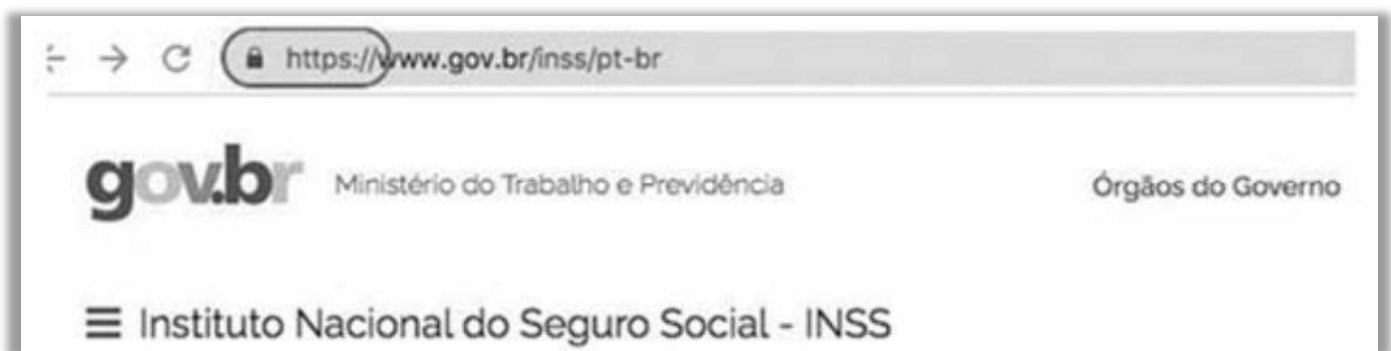 https://www.gov.br/inss/pt-br
gov.br Ministério do Trabalho e Previdência Órgãos do Governo
Instituto Nacional do Seguro Social - INSS